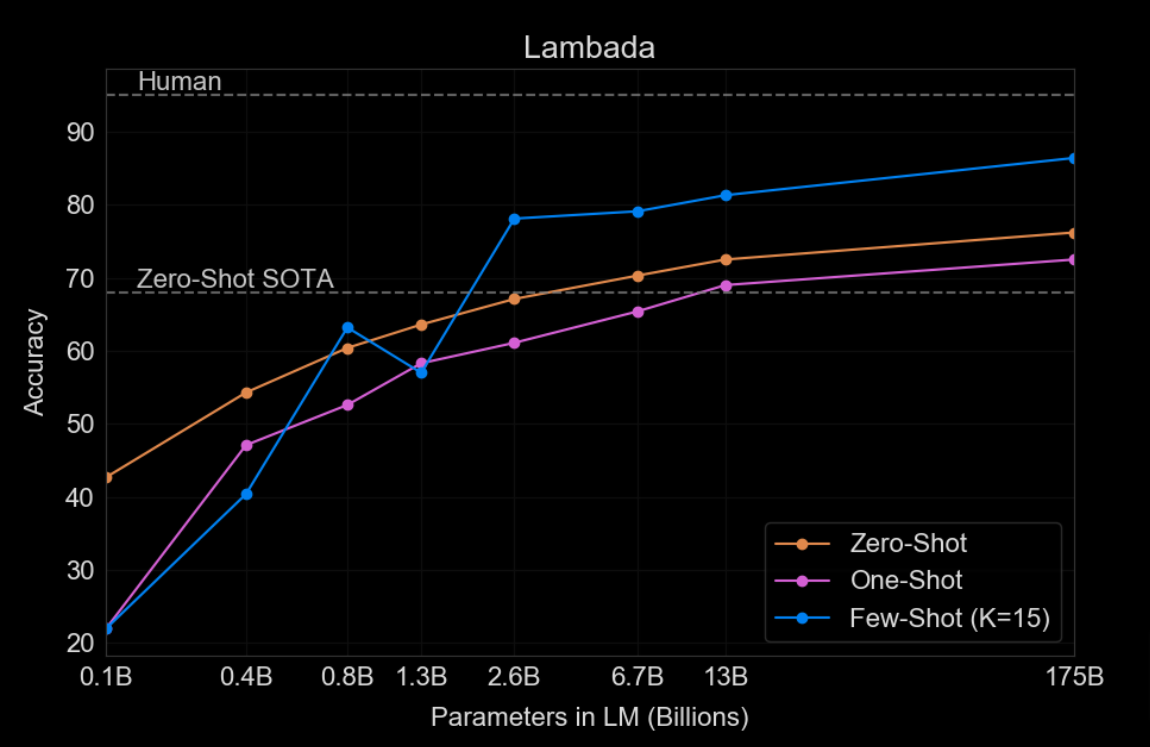 Lambada
Human
90
80
70
Zero-Shot SOTA
60
50
40
30
20
Accuracy
Zero-Shot
One-Shot
Few-Shot (K=15)
0.1B 0.4B 0.8B 1.3B 2.6B 6.7B 13B 175B
Parameters in LM (Billions)